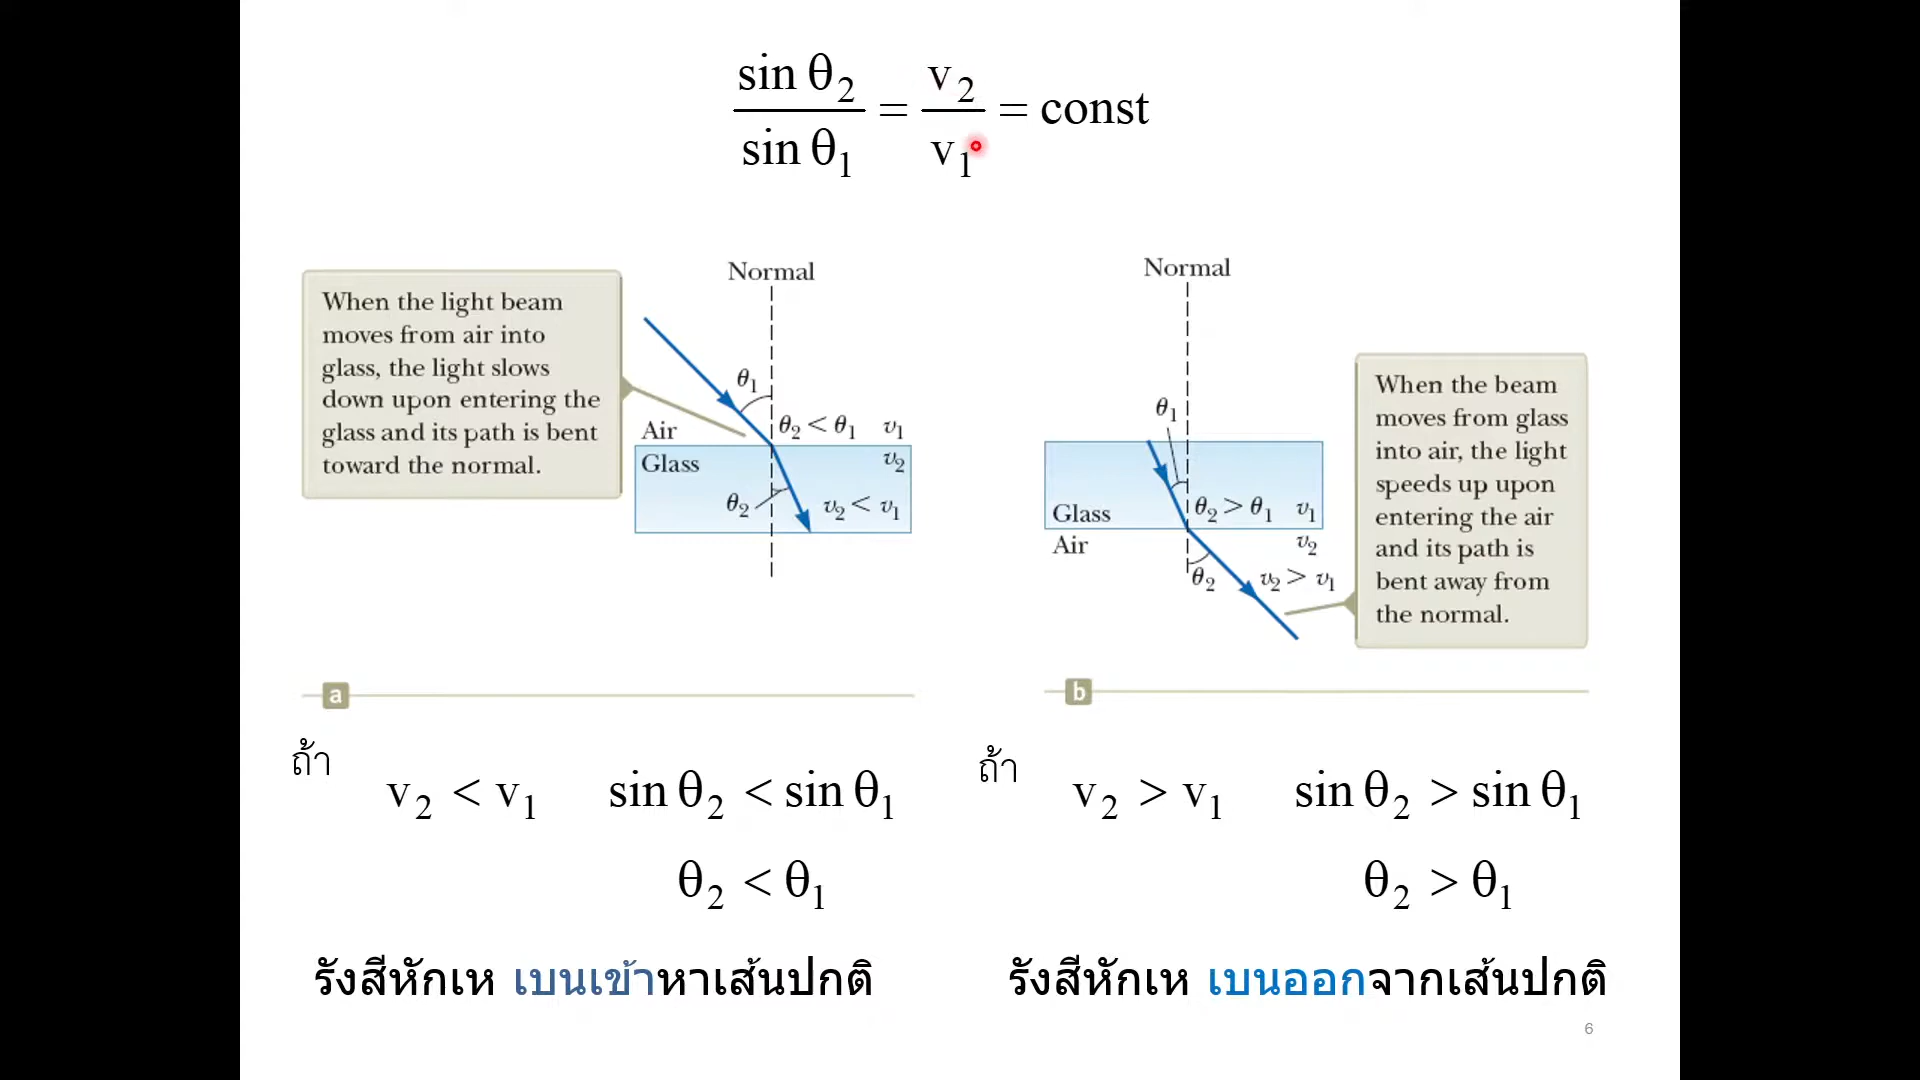 sin θ2 / sin θ1 = v2 / v1 = const
When the light beam
moves from air into
glass, the light slows
down upon entering the
glass and its path is bent
toward the normal.
Normal
θ1
Air
θ2 < θ1
v1
Glass
v2
θ2
v2 < v1
a
Normal
θ1
Glass
θ2 > θ1
v1
Air
v2
θ2
v2 > v1
When the beam
moves from glass
into air, the light
speeds up upon
entering the air
and its path is
bent away from
the normal.
b
ถ้า
v2 < v1 sin θ2 < sin θ1
θ2 < θ1
รังสีหักเห เบนเข้าหาเส้นปกติ
ถ้า
v2 > v1 sin θ2 > sin θ1
θ2 > θ1
รังสีหักเห เบนออกจากเส้นปกติ
6